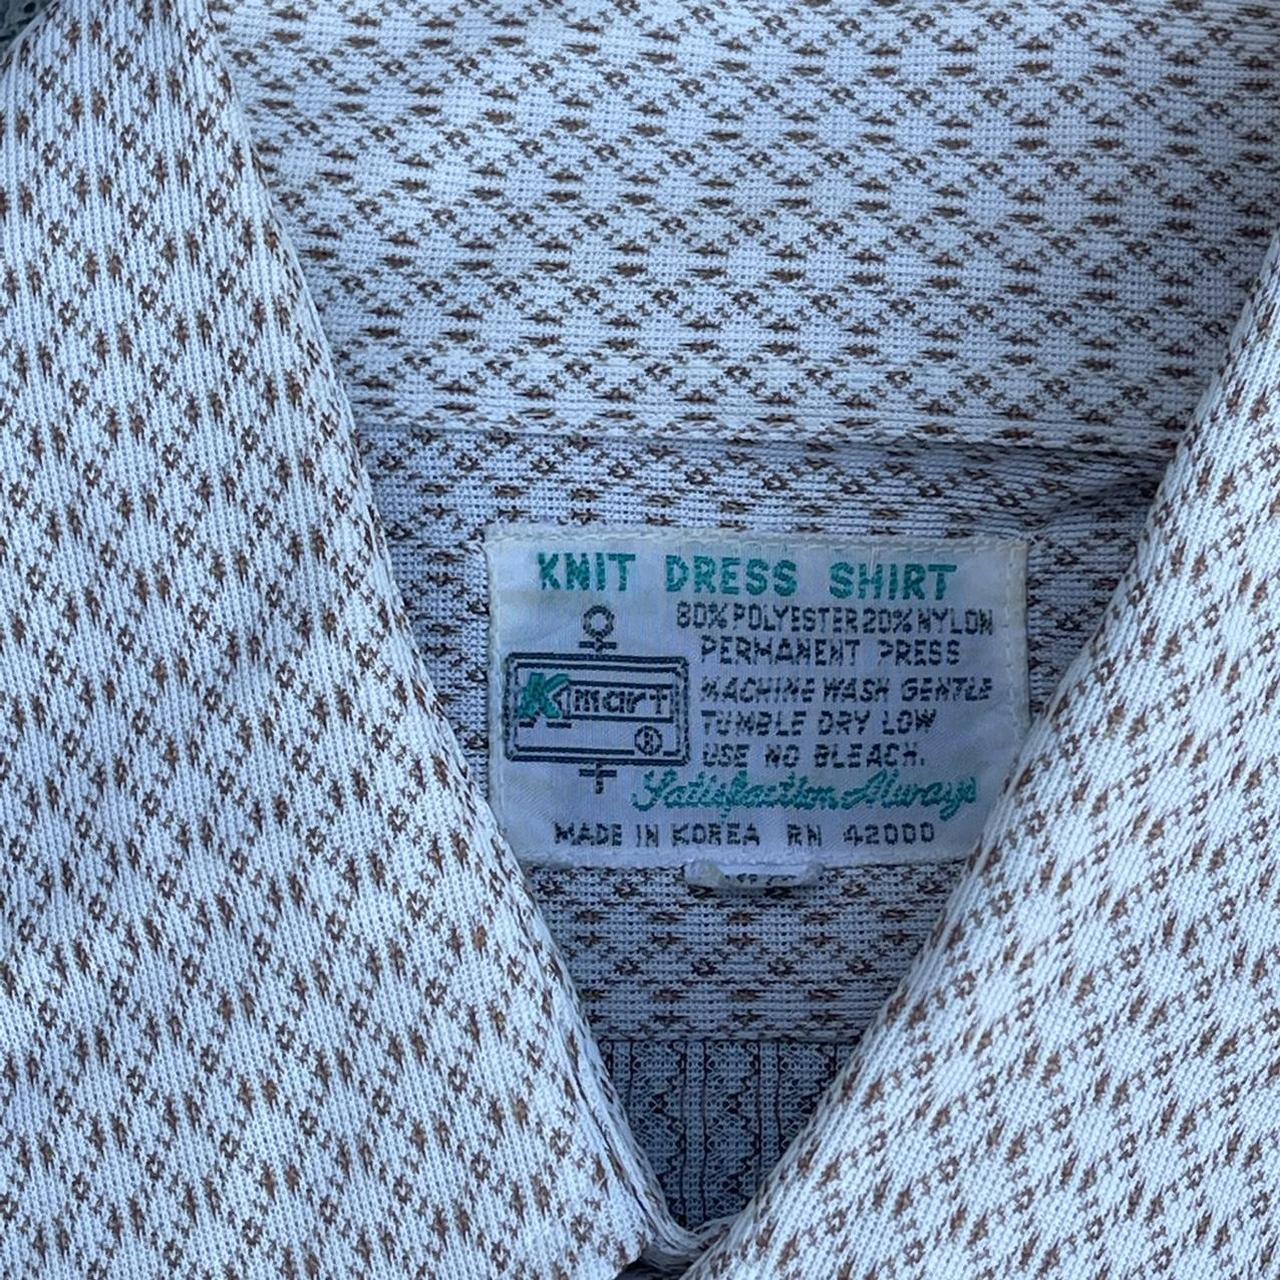 KNIT DRESS SHIRT
80% POLYESTER 20% NYLON
PERMANENT PRESS
Kmart ®
MACHINE WASH GENTLE
TUMBLE DRY LOW
USE NO BLEACH.
Satisfaction Always
MADE IN KOREA RN 42000